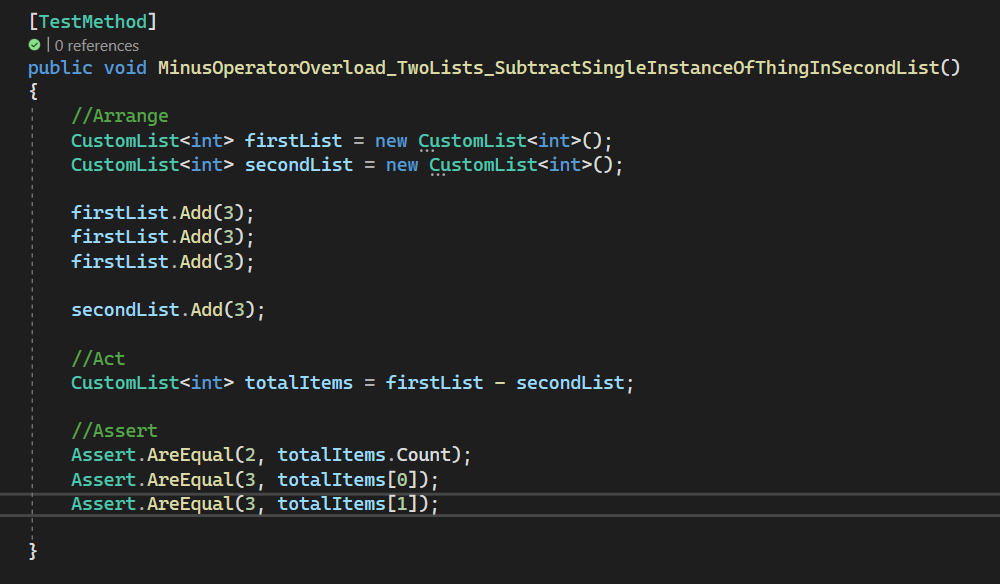 [TestMethod]
| 0 references
public void MinusOperatorOverload_TwoLists_SubtractSingleInstanceOfThingInSecondList()
{
//Arrange
CustomList<int> firstList = new CustomList<int>();
CustomList<int> secondList = new CustomList<int>();
firstList.Add(3);
firstList.Add(3);
firstList.Add(3);
secondList.Add(3);
//Act
CustomList<int> totalItems = firstList - secondList;
//Assert
Assert.AreEqual(2, totalItems.Count);
Assert.AreEqual(3, totalItems[0]);
Assert.AreEqual(3, totalItems[1]);
}